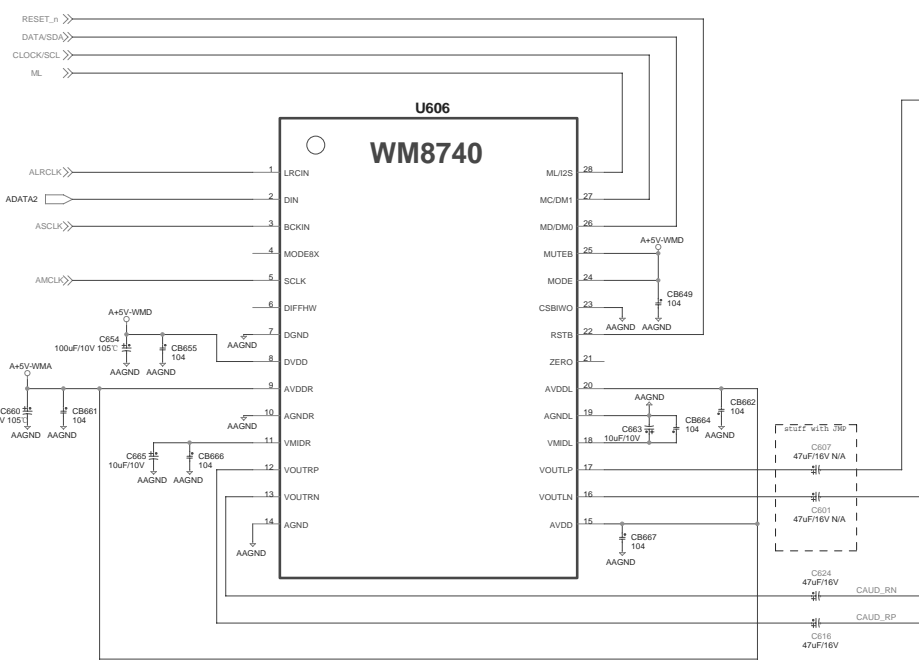 RESET_n
DATA/SDA
CLOCK/SCL
ML
U606
WM8740
ALRCLK
1
LRCIN
ML/I2S
28
ADATA2
2
DIN
MC/DM1
27
ASCLK
3
BCKIN
MD/DM0
26
A+5V-WMD
4
MODE8X
MUTEB
25
AMCLK
5
SCLK
MODE
24
CB649
104
6
DIFFHW
CSBIWO
23
AAGND
AAGND
A+5V-WMD
C654
100uF/10V 105℃
CB655
104
AAGND
AAGND
7
DGND
AAGND
RSTB
22
8
DVDD
ZERO
21
A+5V-WMA
9
AVDDR
AVDDL
20
C660
V 105℃
AAGND
CB661
104
AAGND
10
AGNDR
AAGND
AGNDL
19
AAGND
C663
10uF/10V
CB664
104
CB662
104
AAGND
11
VMIDR
VMIDL
18
C665
10uF/10V
AAGND
CB666
104
AAGND
12
VOUTRP
VOUTLP
17
stuff with JMP
C607
47uF/16V N/A
13
VOUTRN
VOUTLN
16
C601
47uF/16V N/A
14
AGND
AAGND
AVDD
15
CB667
104
AAGND
C624
47uF/16V
CAUD_RN
CAUD_RP
C616
47uF/16V